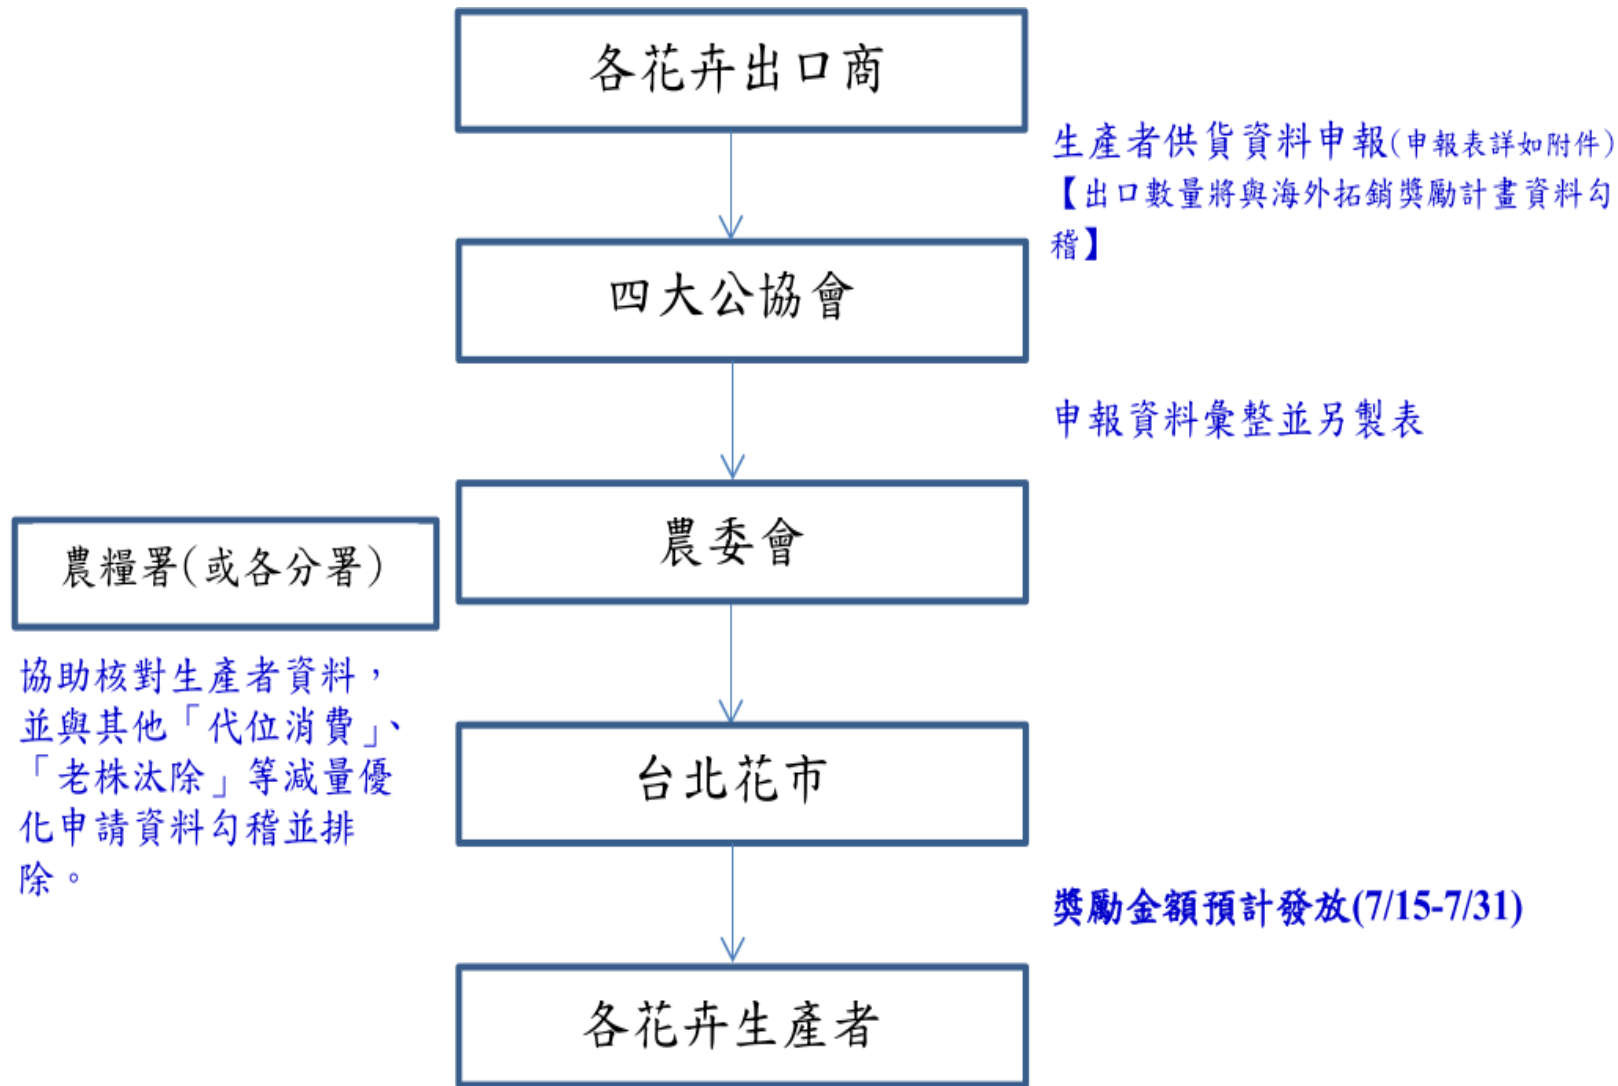 各花卉出口商
生產者供貨資料申報(申報表詳如附件)
【出口數量將與海外拓銷獎勵計畫資料勾
稽】
四大公協會
申報資料彙整並另製表
農委會
農糧署(或各分署)
協助核對生產者資料，
並與其他「代位消費」、
「老株汰除」等減量優
化申請資料勾稽並排
除。
台北花市
獎勵金額預計發放(7/15-7/31)
各花卉生產者